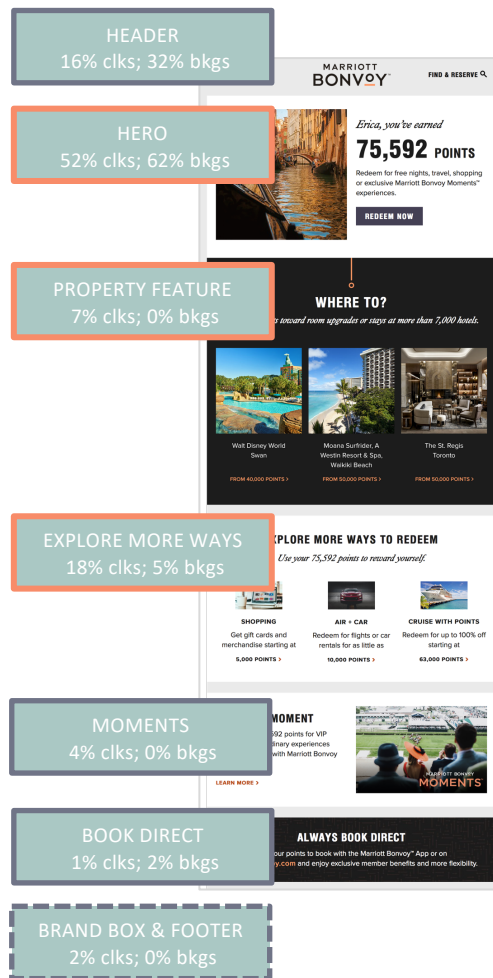 HEADER
16% clks; 32% bkgs
MARRIOTT
BONVOY™
FIND & RESERVE
HERO
52% clks; 62% bkgs
Erica, you've earned
75,592 POINTS
Redeem for free nights, travel, shopping
or exclusive Marriott Bonvoy Moments™
experiences.
REDEEM NOW
PROPERTY FEATURE
7% clks; 0% bkgs
WHERE TO?
toward room upgrades or stays at more than 7,000 hotels.
Walt Disney World
Swan
FROM 40,000 POINTS >
Moana Surfrider, A
Westin Resort & Spa,
Waikiki Beach
FROM 50,000 POINTS >
The St. Regis
Toronto
FROM 50,000 POINTS >
EXPLORE MORE WAYS
18% clks; 5% bkgs
XPLORE MORE WAYS TO REDEEM
Use your 75,592 points to reward yourself.
SHOPPING
Get gift cards and
merchandise starting at
5,000 POINTS >
AIR + CAR
Redeem for flights or car
rentals for as little as
10,000 POINTS >
CRUISE WITH POINTS
Redeem for up to 100% off
starting at
63,000 POINTS >
MOMENTS
4% clks; 0% bkgs
MOMENT
592 points for VIP
dinary experiences
with Marriott Bonvoy
LEARN MORE >
MARRIOTT BONVOY
MOMENTS
BOOK DIRECT
1% clks; 2% bkgs
ALWAYS BOOK DIRECT
our points to book with the Marriott Bonvoy™ App or on
y.com and enjoy exclusive member benefits and more flexibility.
BRAND BOX & FOOTER
2% clks; 0% bkgs